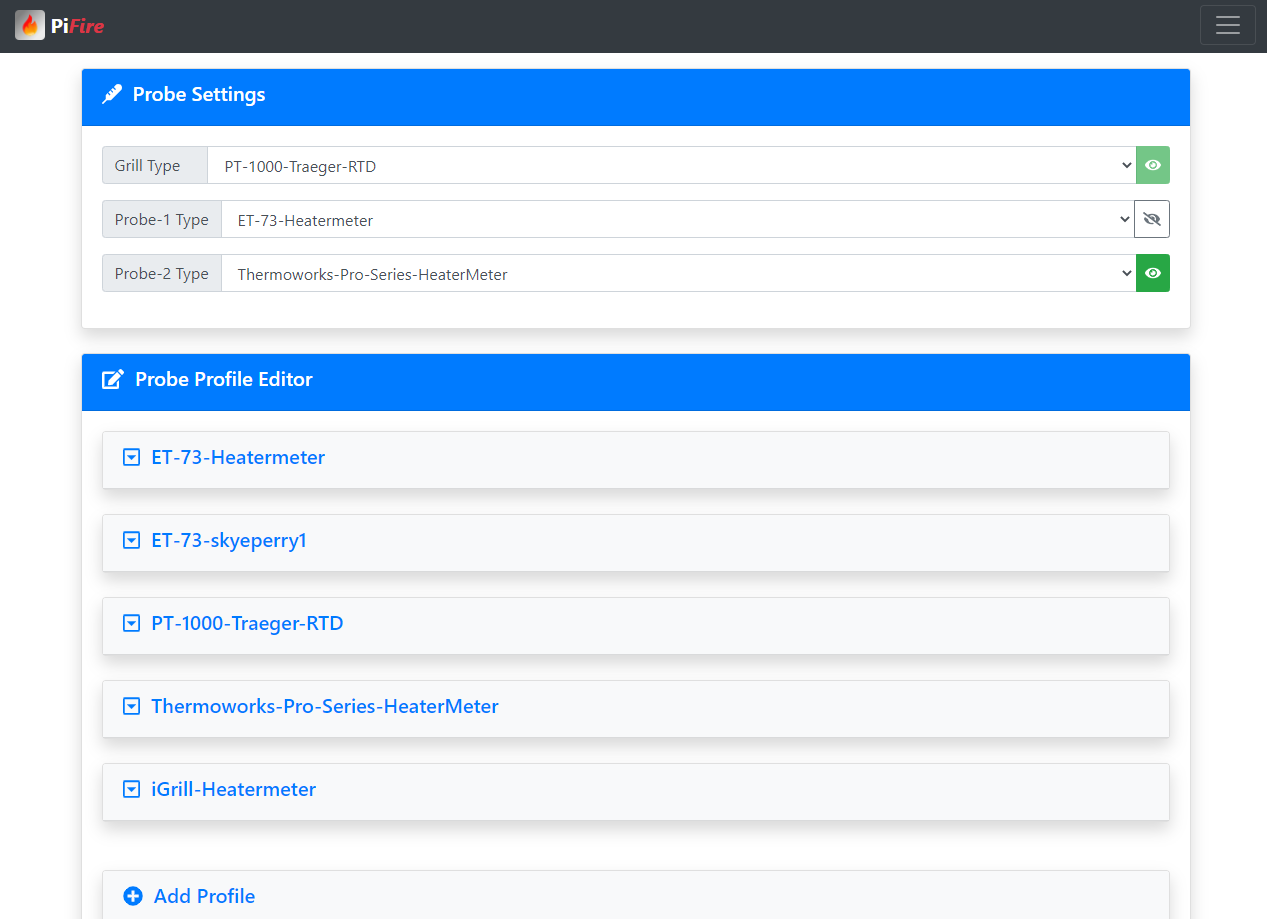 PiFire
Probe Settings
Grill Type PT-1000-Traeger-RTD
Probe-1 Type ET-73-Heatermeter
Probe-2 Type Thermoworks-Pro-Series-HeaterMeter
Probe Profile Editor
ET-73-Heatermeter
ET-73-skyeperry1
PT-1000-Traeger-RTD
Thermoworks-Pro-Series-HeaterMeter
iGrill-Heatermeter
Add Profile